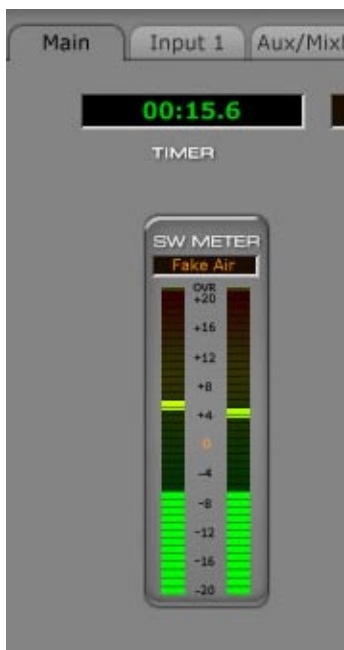 Main Input 1 Aux/Mix
00:15.6
TIMER
SW METER
Fake Air
OVR
+20
+16
+12
+8
+4
0
-4
-8
-12
-16
-20